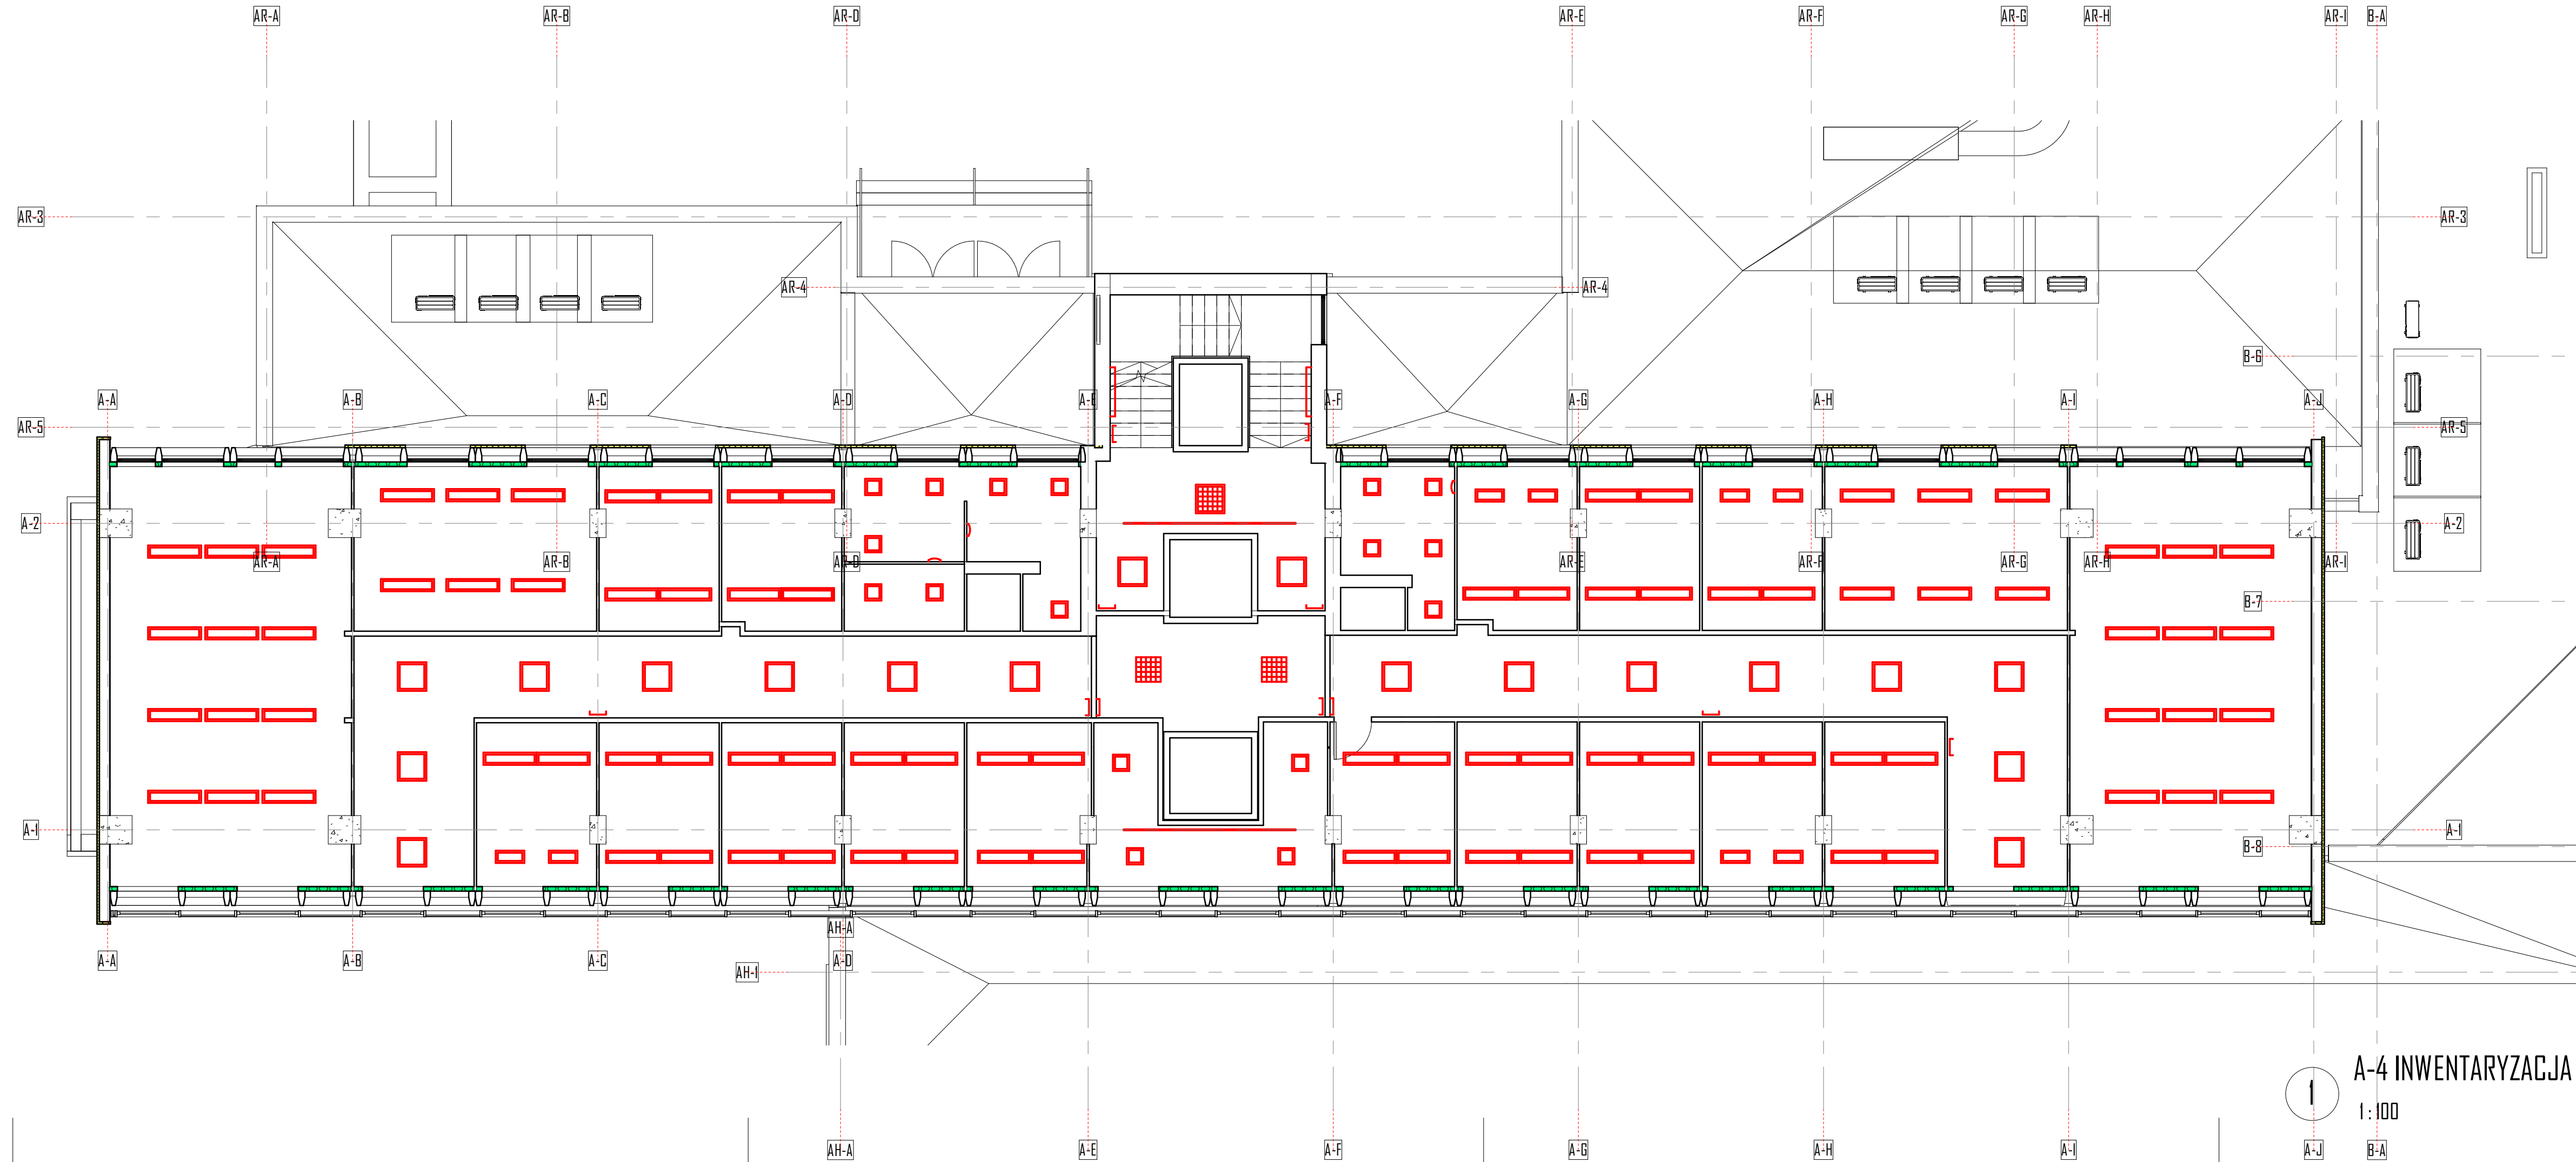 AR-A AR-B AR-D AR-E AR-F AR-G AR-H AR-I B-A
AR-3 AR-3
AR-4 AR-4
B-6
A-A A-B A-C A-D A-E A-F A-G A-H A-I A-J
AR-5 AR-5
A-2 A-2
AR-A AR-B AR-D AR-E AR-F AR-G AR-H AR-I
B-7
A-1 A-1
B-8
AH-A
A-A A-B A-C A-D
AH-1
A-4 INWENTARYZACJA
1
1 : 100
AH-A A-E A-F A-G A-H A-I A-J B-A